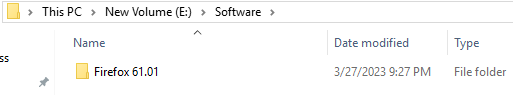 This PC > New Volume (E:) > Software >
Name Date modified Type
ss
Firefox 61.01 3/27/2023 9:27 PM File folder